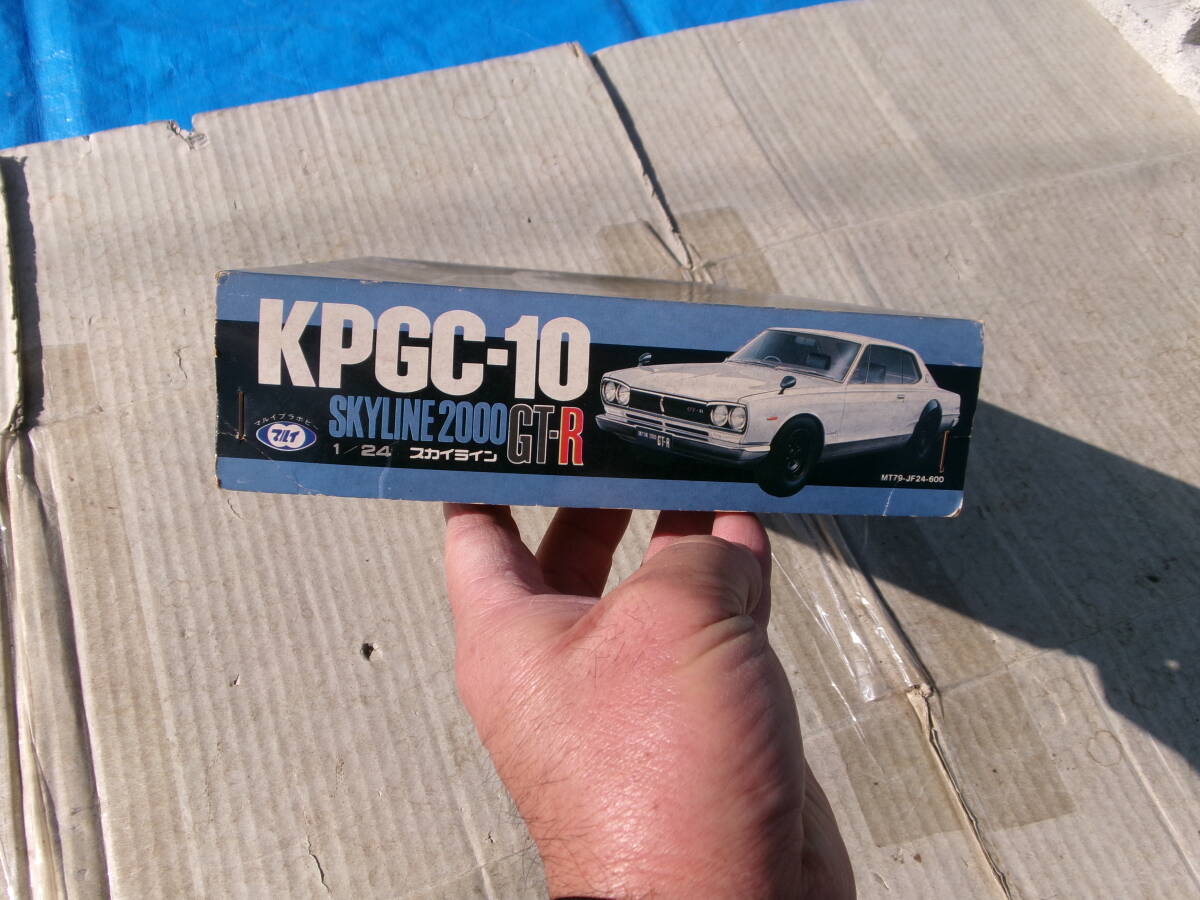 KPGC-10
SKYLINE 2000 GT-R
マルイプラホビー
マルイ
1/24 スカイライン
GT-R
GT-R
MT79-JF24-600